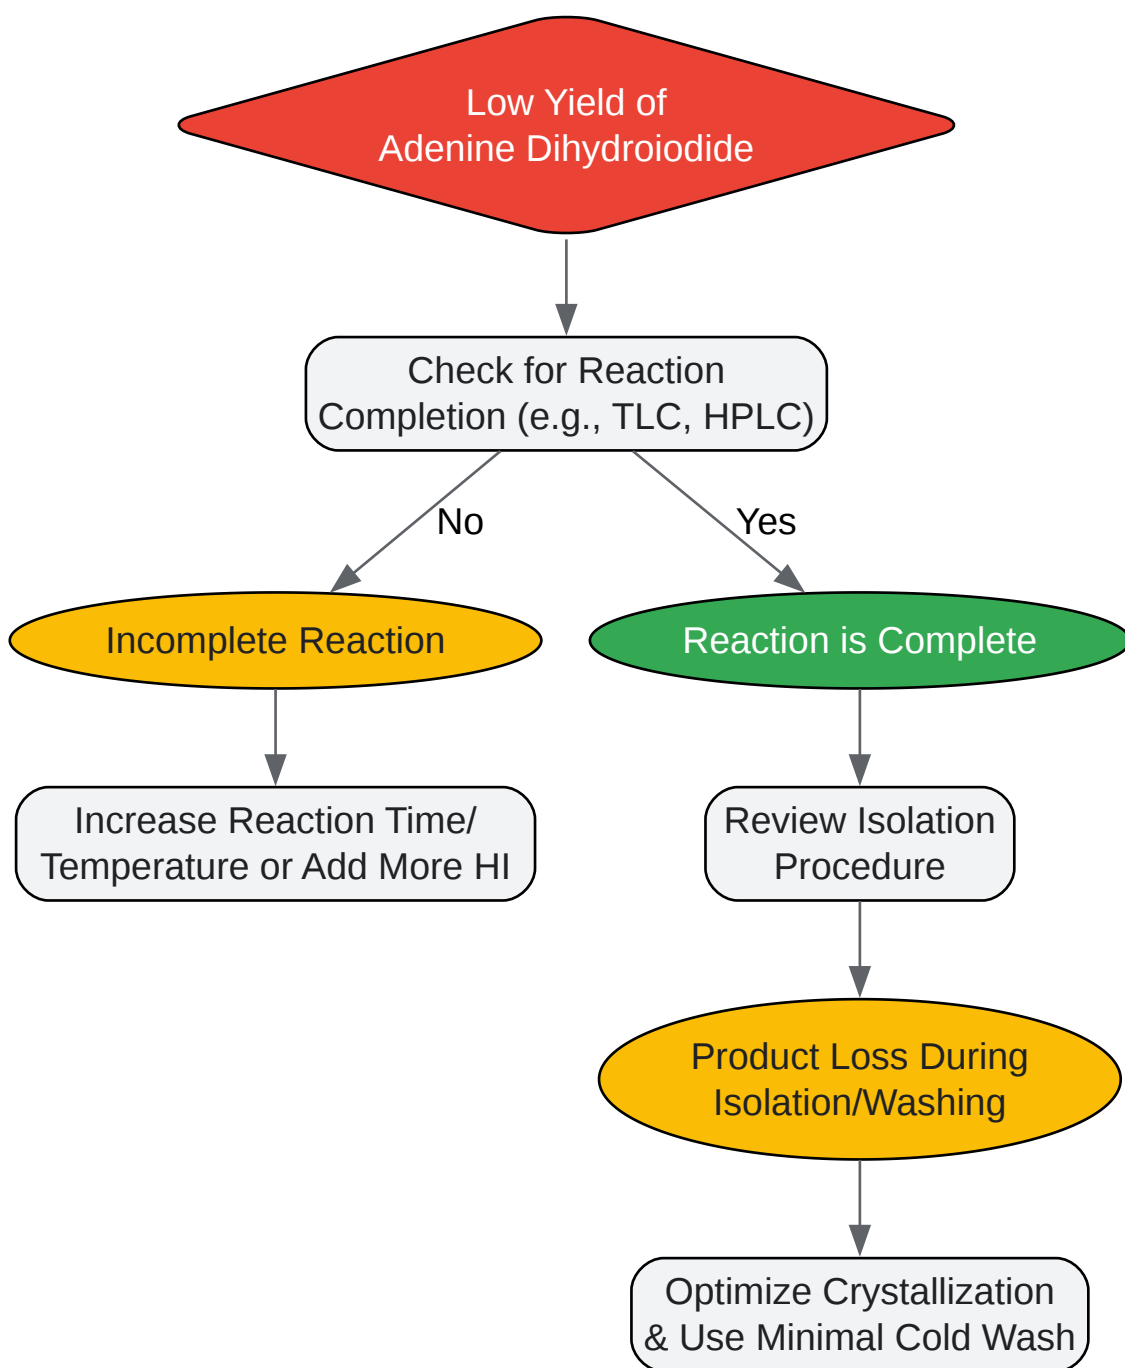 Low Yield of
Adenine Dihydroiodide
Check for Reaction
Completion (e.g., TLC, HPLC)
No
Yes
Incomplete Reaction
Reaction is Complete
Increase Reaction Time/
Temperature or Add More HI
Review Isolation
Procedure
Product Loss During
Isolation/Washing
Optimize Crystallization
& Use Minimal Cold Wash